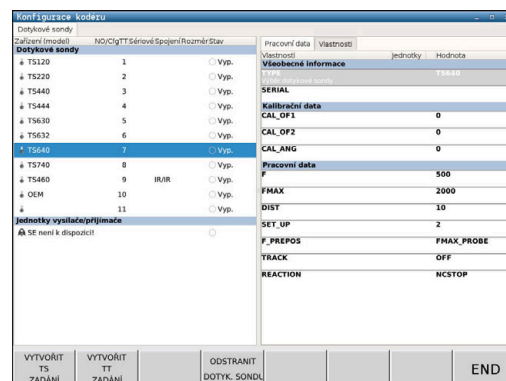 Konfigurace koderu
Dotykové sondy
Zařízení (model) NO/CfgTT Sériové Spojení Rozměr Stav
Dotykové sondy
TS120 1 Vyp.
TS220 2 Vyp.
TS440 3 Vyp.
TS444 4 Vyp.
TS630 5 Vyp.
TS632 6 Vyp.
TS640 7 Vyp.
TS740 8 Vyp.
TS460 9 IR/IR Vyp.
OEM 10 Vyp.
11 Vyp.
Jednotky vysílače/přijímače
SE není k dispozici!
Pracovní data Vlastnosti
Vlastnosti Jednotky Hodnota
Všeobecné informace
TYPE TS640
Výběr dotykové sondy
SERIAL
Kalibrační data
CAL_OF1 0
CAL_OF2 0
CAL_ANG 0
Pracovní data
F 500
FMAX 2000
DIST 10
SET_UP 2
F_PREPOS FMAX_PROBE
TRACK OFF
REACTION NCSTOP
VYTVOŘIT
TS
ZADÁNÍ
VYTVOŘIT
TT
ZADÁNÍ
ODSTRANIT
DOTYK. SONDU
END